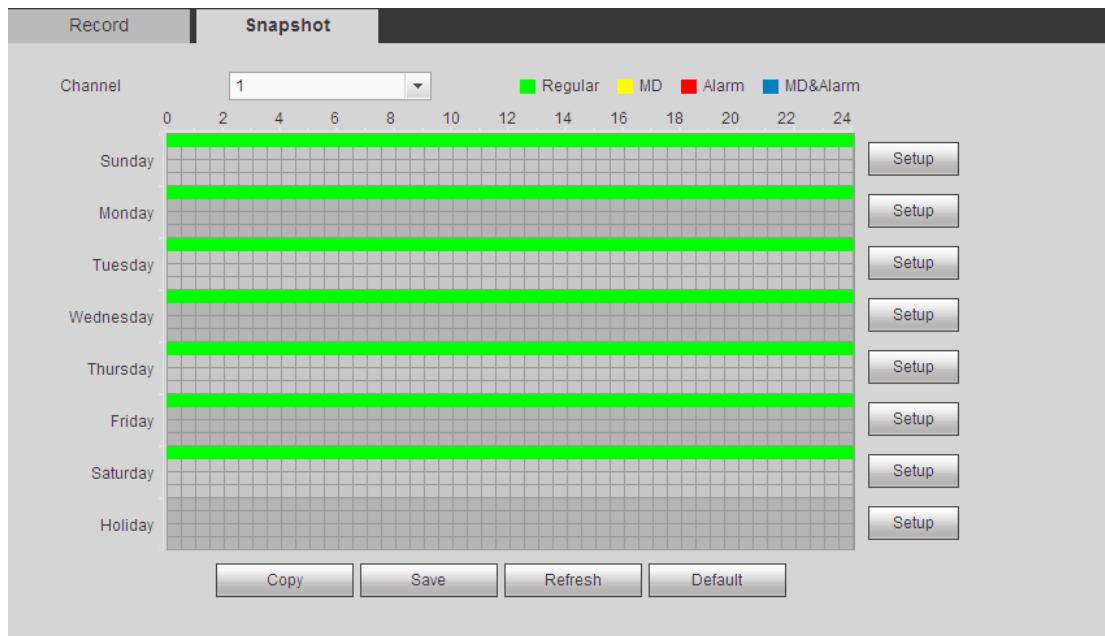 Record Snapshot
Channel 1 Regular MD Alarm MD&Alarm
0 2 4 6 8 10 12 14 16 18 20 22 24
Sunday Setup
Monday Setup
Tuesday Setup
Wednesday Setup
Thursday Setup
Friday Setup
Saturday Setup
Holiday Setup
Copy Save Refresh Default